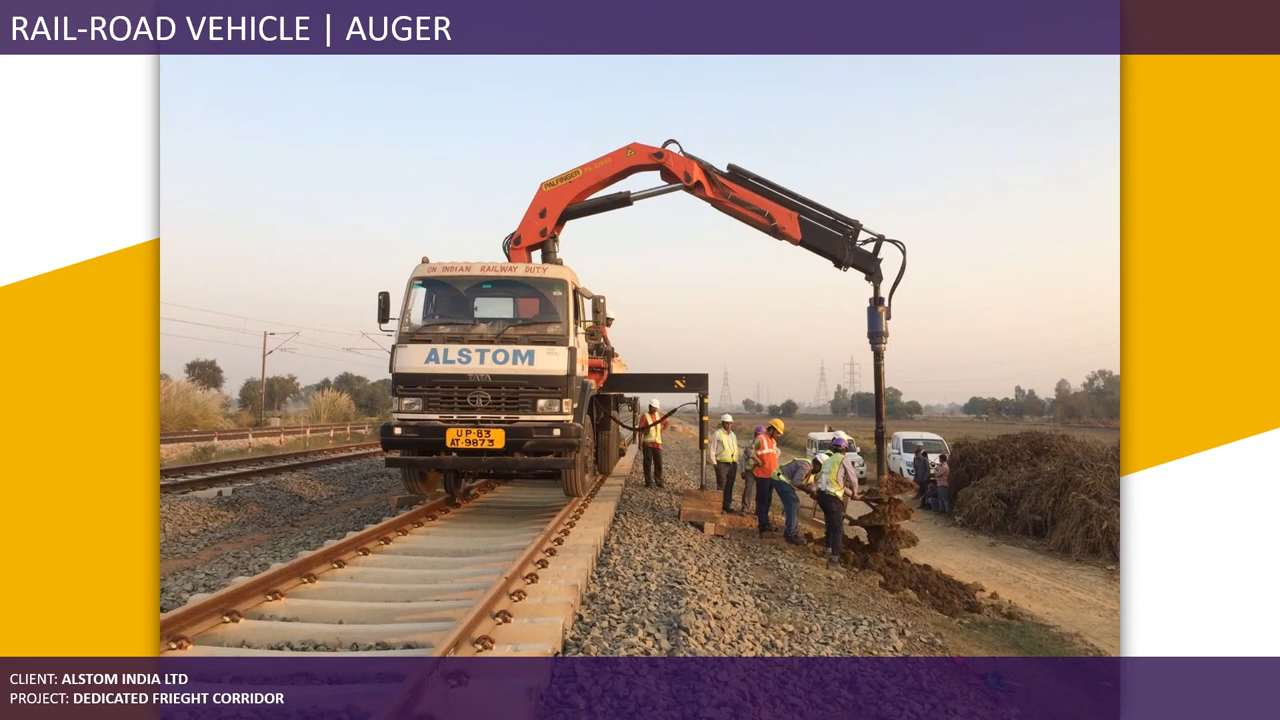 RAIL-ROAD VEHICLE | AUGER
PALFINGER
ON INDIAN RAILWAY DUTY
ALSTOM
TATA
UP-83
AT-9873
CLIENT: ALSTOM INDIA LTD
PROJECT: DEDICATED FRIEGHT CORRIDOR